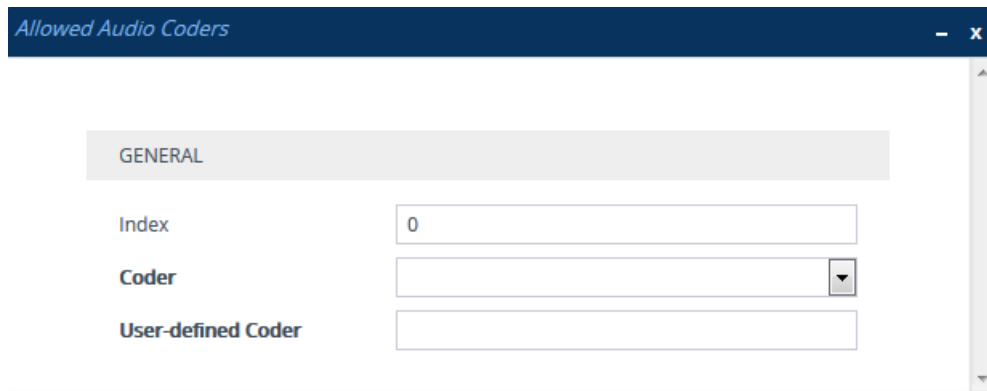 Allowed Audio Coders
– x
GENERAL
Index 0
Coder
User-defined Coder